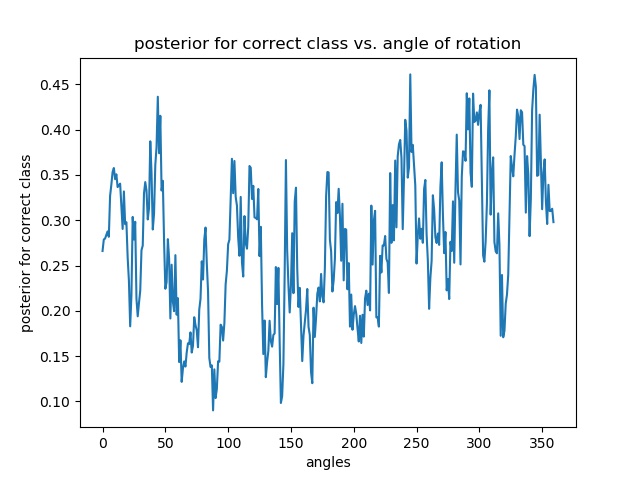 posterior for correct class vs. angle of rotation
posterior for correct class
0.45
0.40
0.35
0.30
0.25
0.20
0.15
0.10
0 50 100 150 200 250 300 350
angles